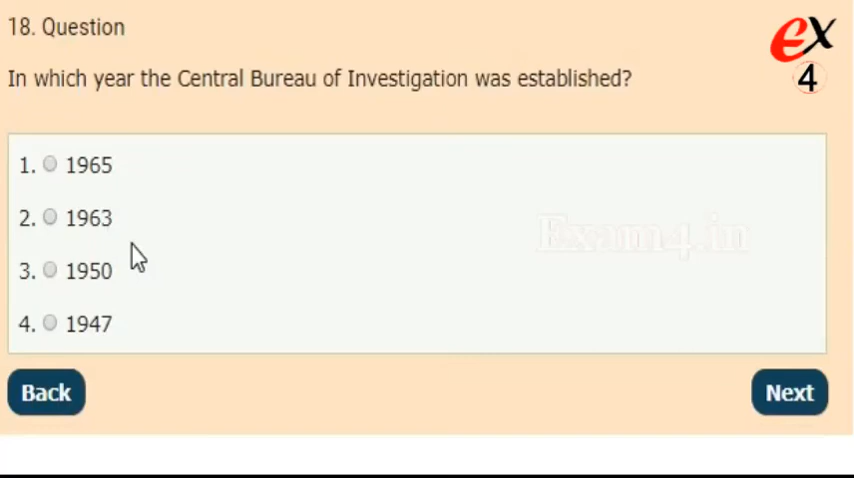 18. Question
ex
4
In which year the Central Bureau of Investigation was established?
1. 1965
2. 1963
Exam4.in
3. 1950
4. 1947
Back
Next